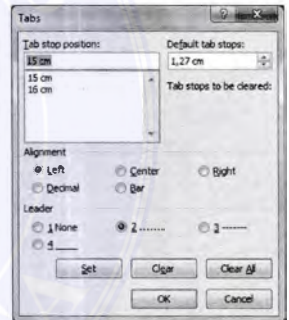 Tabs
Tab stop position: Default tab stops:
15 cm 1,27 cm
15 cm Tab stops to be cleared:
16 cm
Alignment
Left Center Right
Decimal Bar
Leader
1 None 2 ....... 3 -------
4 ___
Set Clear Clear All
OK Cancel